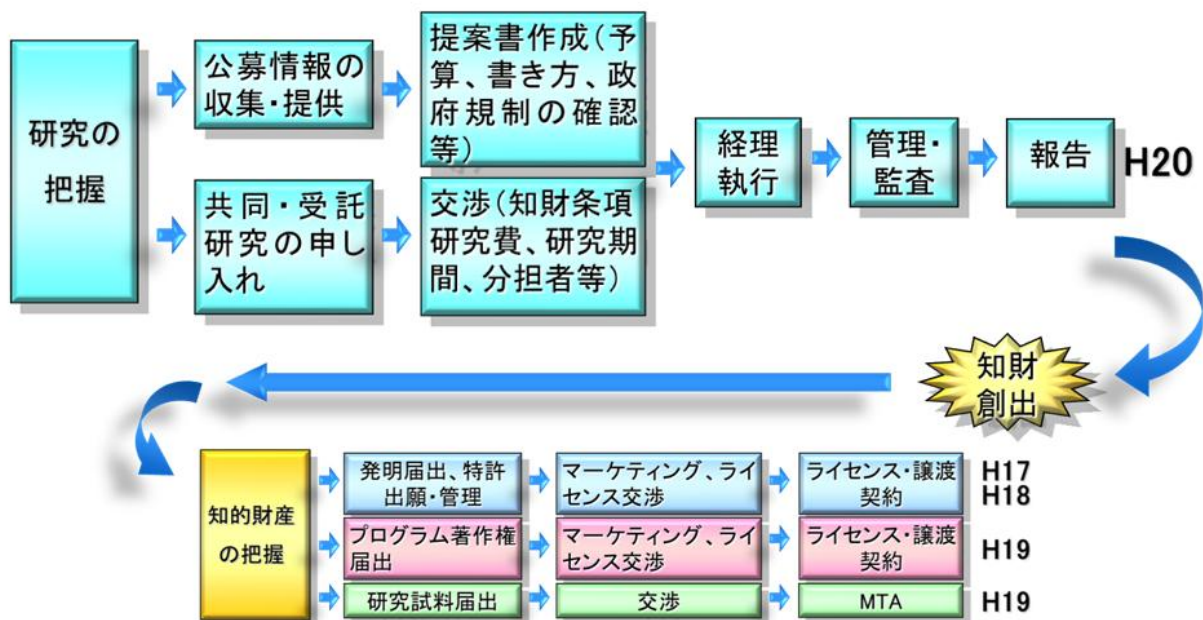 研究の
把握
公募情報の
収集・提供
共同・受託
研究の申し
入れ
提案書作成(予
算、書き方、政
府規制の確認
等)
交渉(知財条項
研究費、研究期
間、分担者等)
経理
執行
管理・
監査
報告
H20
知財
創出
知的財産
の把握
発明届出、特許
出願・管理
マーケティング、ライ
センス交渉
ライセンス・譲渡
契約
H17
H18
プログラム著作権
届出
マーケティング、ライ
センス交渉
ライセンス・譲渡
契約
H19
研究試料届出
交渉
MTA
H19